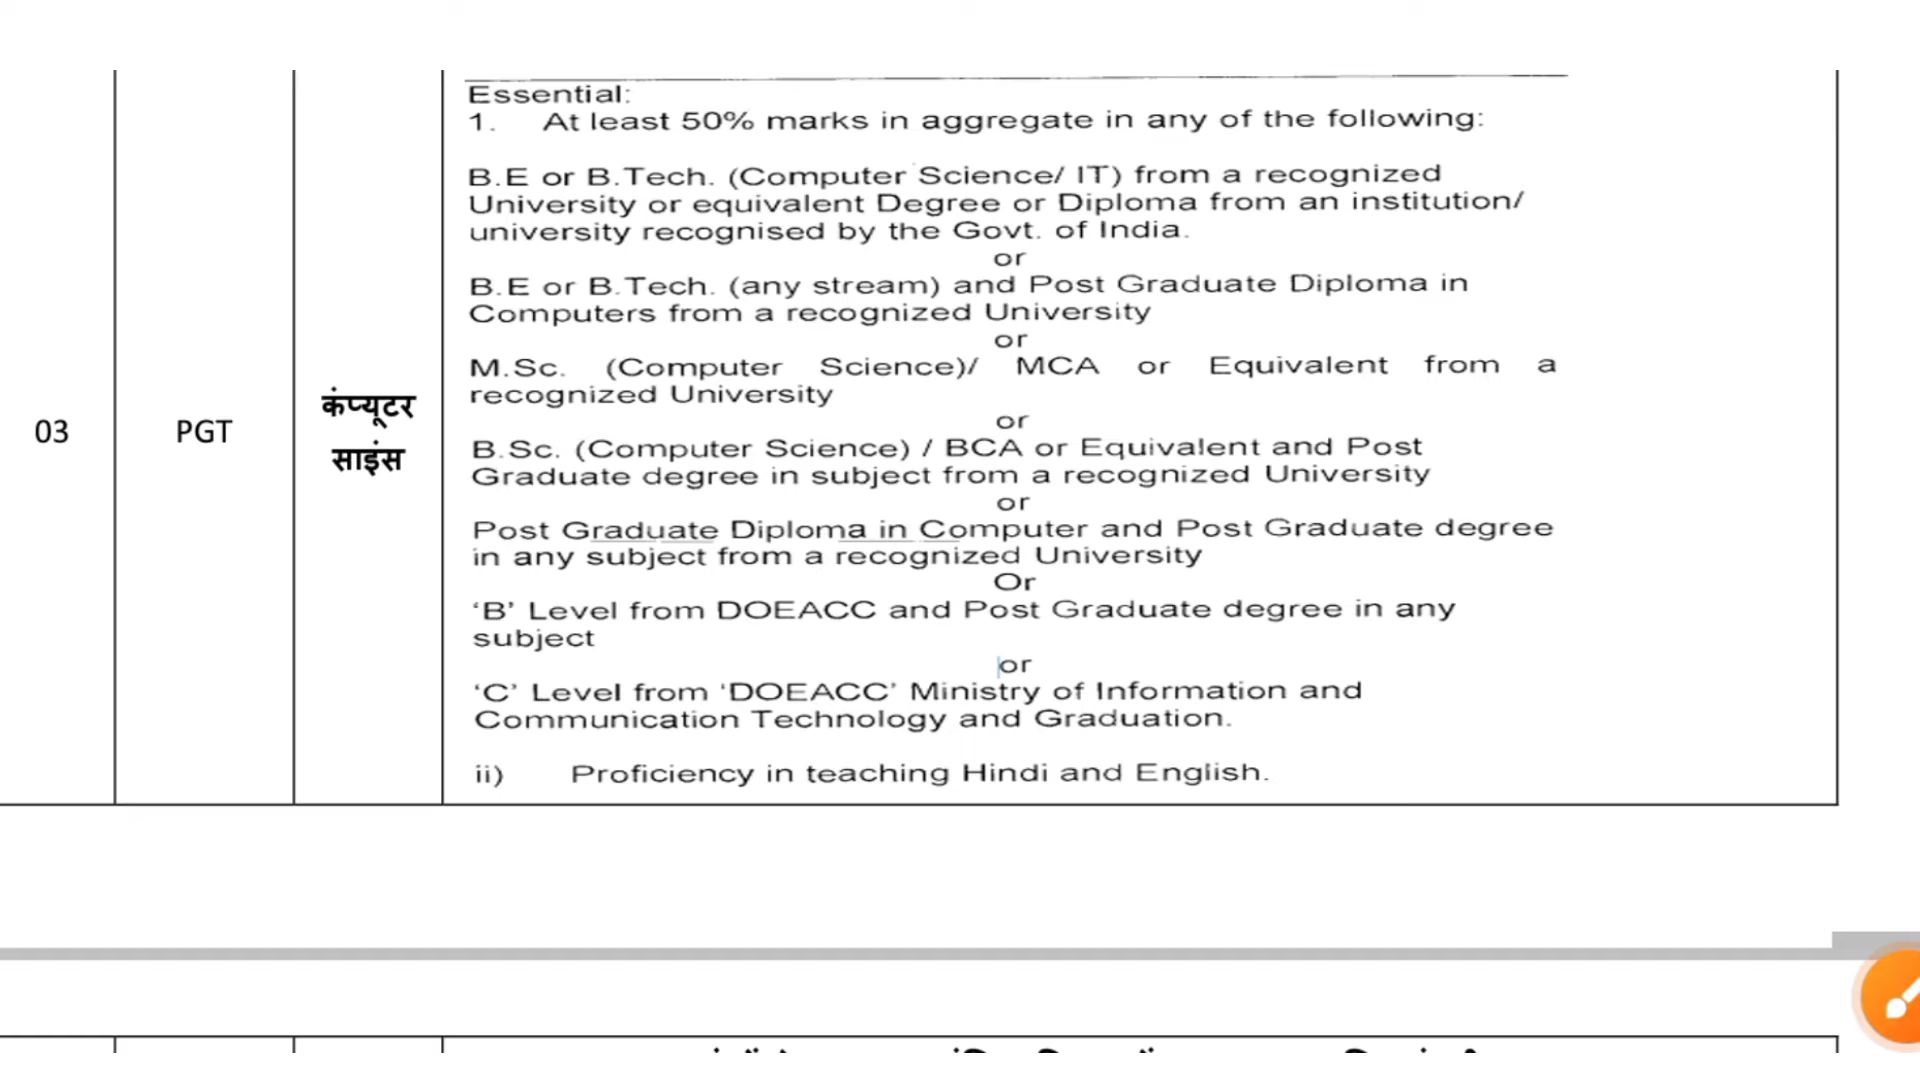 03
PGT
कंप्यूटर
साइंस
Essential:
1. At least 50% marks in aggregate in any of the following:
B.E or B.Tech. (Computer Science/ IT) from a recognized
University or equivalent Degree or Diploma from an institution/
university recognised by the Govt. of India.
or
B.E or B.Tech. (any stream) and Post Graduate Diploma in
Computers from a recognized University
or
M.Sc. (Computer Science)/ MCA or Equivalent from a
recognized University
or
B.Sc. (Computer Science) / BCA or Equivalent and Post
Graduate degree in subject from a recognized University
or
Post Graduate Diploma in Computer and Post Graduate degree
in any subject from a recognized University
Or
‘B’ Level from DOEACC and Post Graduate degree in any
subject
or
‘C’ Level from ‘DOEACC’ Ministry of Information and
Communication Technology and Graduation.
ii) Proficiency in teaching Hindi and English.